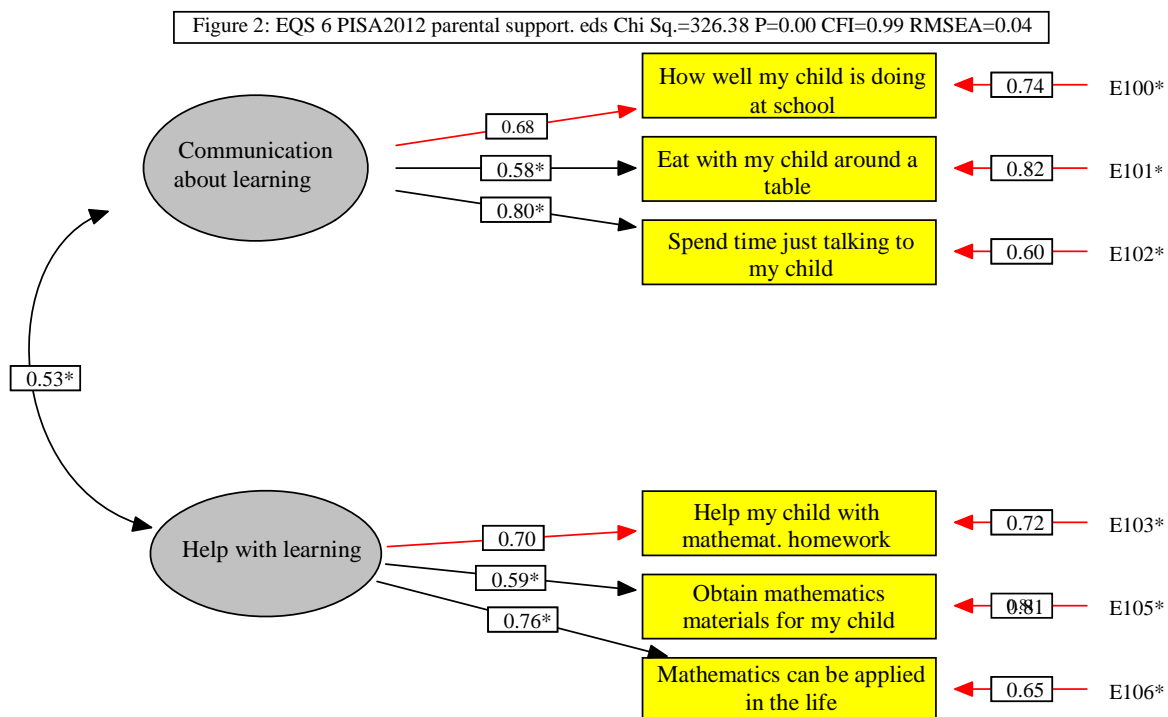 Figure 2: EQS 6 PISA2012 parental support. eds Chi Sq.=326.38 P=0.00 CFI=0.99 RMSEA=0.04
Communication
about learning
0.68
0.58*
0.80*
How well my child is doing
at school
0.74
E100*
Eat with my child around a
table
0.82
E101*
Spend time just talking to
my child
0.60
E102*
0.53*
Help with learning
0.70
0.59*
0.76*
Help my child with
mathemat. homework
0.72
E103*
Obtain mathematics
materials for my child
0.81
E105*
Mathematics can be applied
in the life
0.65
E106*